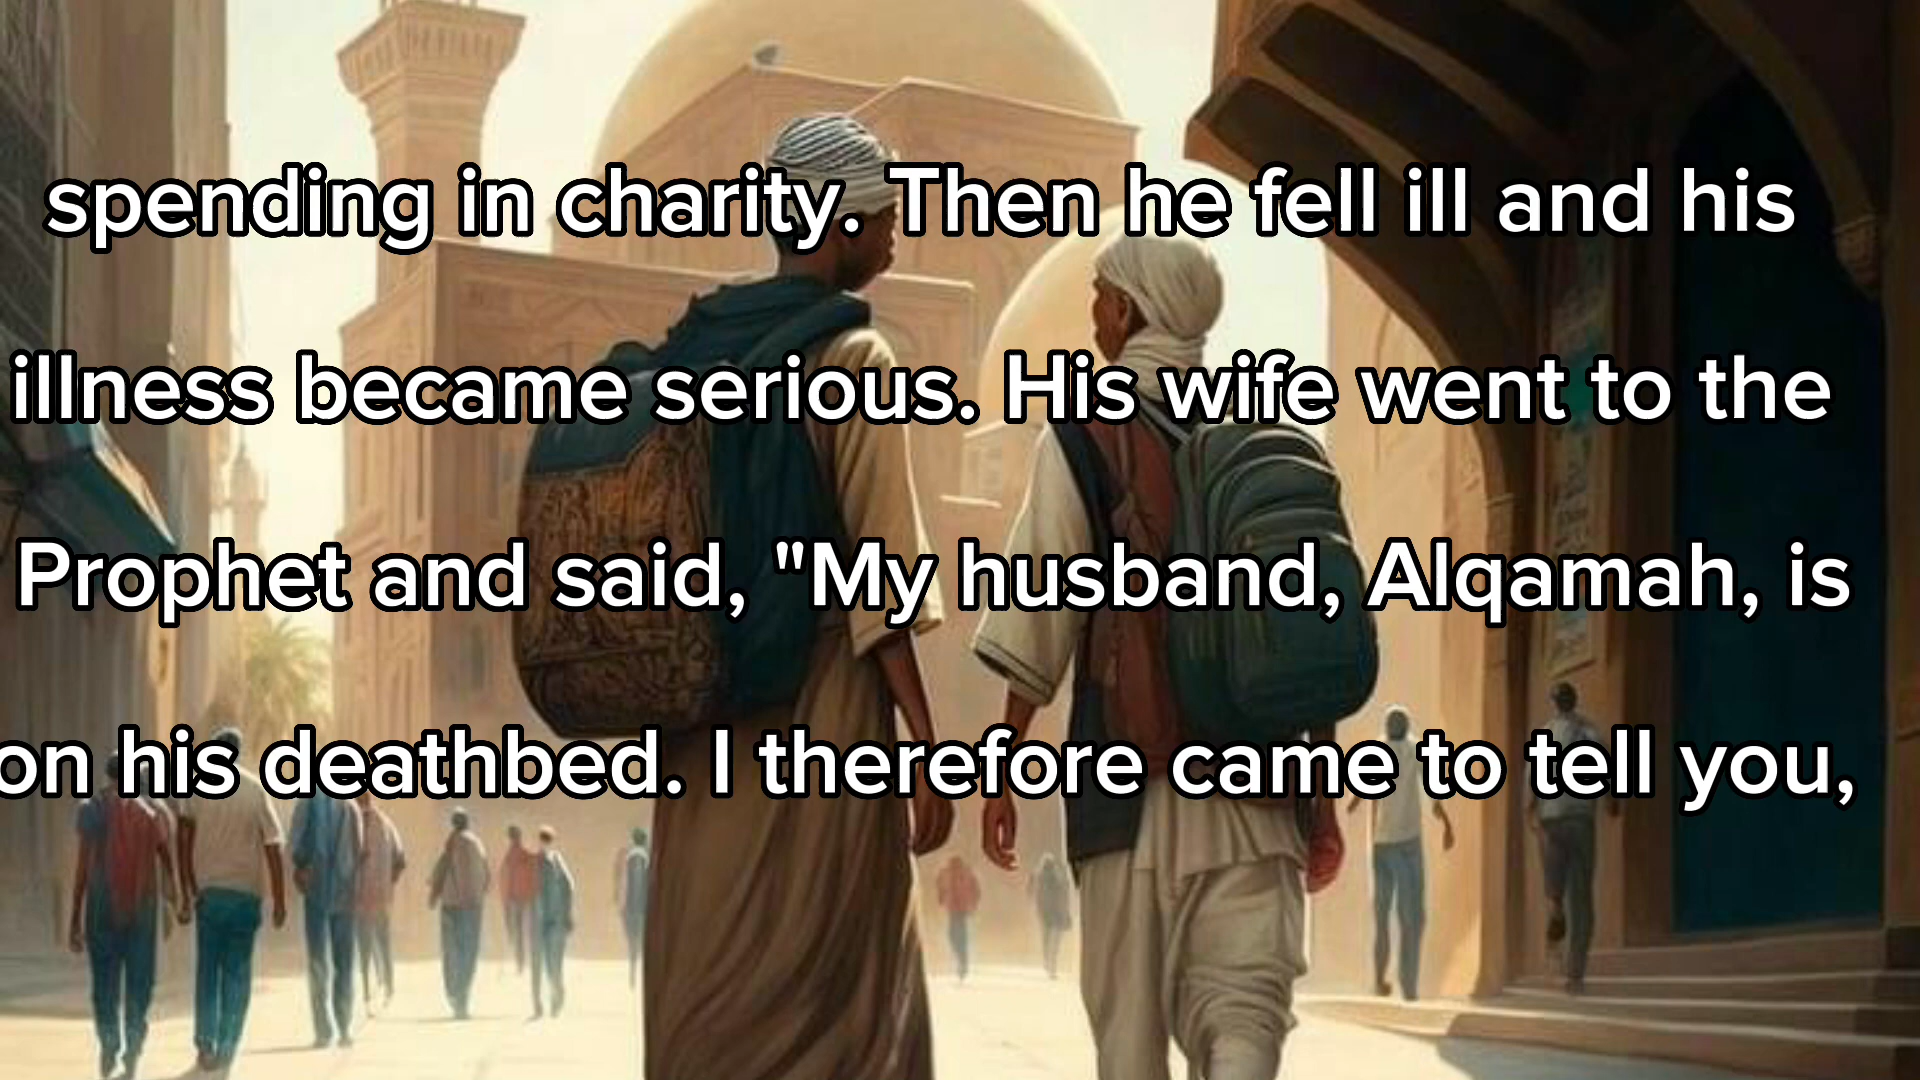 spending in charity. Then he fell ill and his
illness became serious. His wife went to the
Prophet and said, "My husband, Alqamah, is
on his deathbed. I therefore came to tell you,